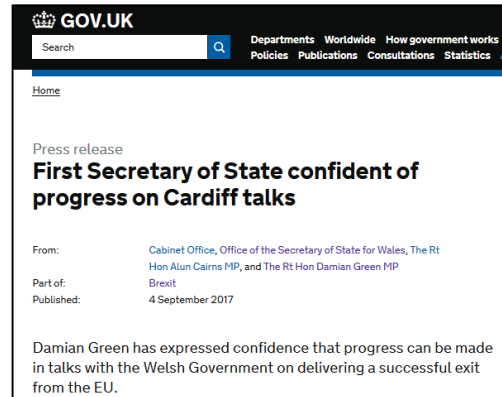 GOV.UK
Search
Departments Worldwide How government works
Policies Publications Consultations Statistics
Home
Press release
First Secretary of State confident of
progress on Cardiff talks
From: Cabinet Office, Office of the Secretary of State for Wales, The Rt
Hon Alun Cairns MP, and The Rt Hon Damian Green MP
Part of: Brexit
Published: 4 September 2017
Damian Green has expressed confidence that progress can be made
in talks with the Welsh Government on delivering a successful exit
from the EU.